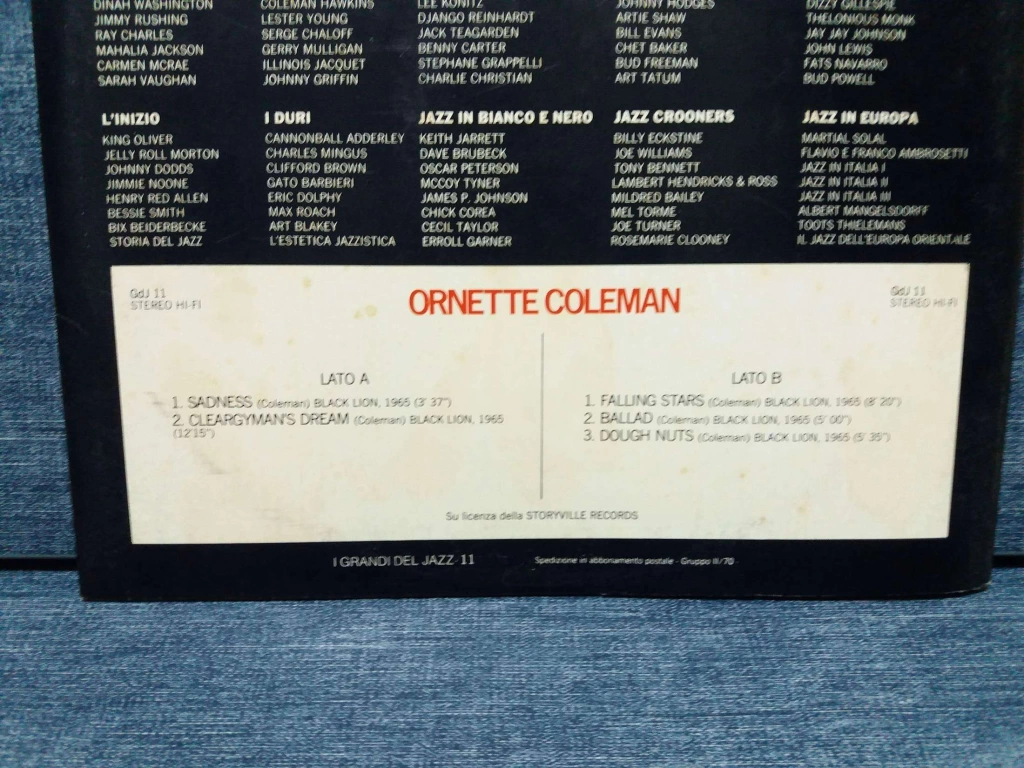 DINAH WASHINGTON COLEMAN HAWKINS LEE KONITZ JOHNNY HODGES DIZZY GILLESPIE
JIMMY RUSHING LESTER YOUNG DJANGO REINHARDT ARTIE SHAW THELONIOUS MONK
RAY CHARLES SERGE CHALOFF JACK TEAGARDEN BILL EVANS JAY JAY JOHNSON
MAHALIA JACKSON GERRY MULLIGAN BENNY CARTER CHET BAKER JOHN LEWIS
CARMEN MCRAE ILLINOIS JACQUET STEPHANE GRAPPELLI BUD FREEMAN FATS NAVARRO
SARAH VAUGHAN JOHNNY GRIFFIN CHARLIE CHRISTIAN ART TATUM BUD POWELL
L'INIZIO
KING OLIVER
JELLY ROLL MORTON
JOHNNY DODDS
JIMMIE NOONE
HENRY RED ALLEN
BESSIE SMITH
BIX BEIDERBECKE
STORIA DEL JAZZ
I DURI
CANNONBALL ADDERLEY
CHARLES MINGUS
CLIFFORD BROWN
GATO BARBIERI
ERIC DOLPHY
MAX ROACH
ART BLAKEY
L'ESTETICA JAZZISTICA
JAZZ IN BIANCO E NERO
KEITH JARRETT
DAVE BRUBECK
OSCAR PETERSON
MCCOY TYNER
JAMES P. JOHNSON
CHICK COREA
CECIL TAYLOR
ERROLL GARNER
JAZZ CROONERS
BILLY ECKSTINE
JOE WILLIAMS
TONY BENNETT
LAMBERT HENDRICKS & ROSS
MILDRED BAILEY
MEL TORME
JOE TURNER
ROSEMARIE CLOONEY
JAZZ IN EUROPA
MARTIAL SOLAL
FLAVIO E FRANCO AMBROSETTI
JAZZ IN ITALIA I
JAZZ IN ITALIA II
JAZZ IN ITALIA III
ALBERT MANGELSDORFF
TOOTS THIELEMANS
IL JAZZ DELL'EUROPA ORIENTALE
GdJ 11
STEREO HI-FI
ORNETTE COLEMAN
GdJ 11
STEREO HI-FI
LATO A
1. SADNESS (Coleman) BLACK LION, 1965 (3' 37")
2. CLEARGYMAN'S DREAM (Coleman) BLACK LION, 1965
(12'15")
LATO B
1. FALLING STARS (Coleman) BLACK LION, 1965 (8' 20")
2. BALLAD (Coleman) BLACK LION, 1965 (5' 00")
3. DOUGH NUTS (Coleman) BLACK LION, 1965 (5' 35")
Su licenza della STORYVILLE RECORDS
I GRANDI DEL JAZZ-11
Spedizione in abbonamento postale - Gruppo II/70